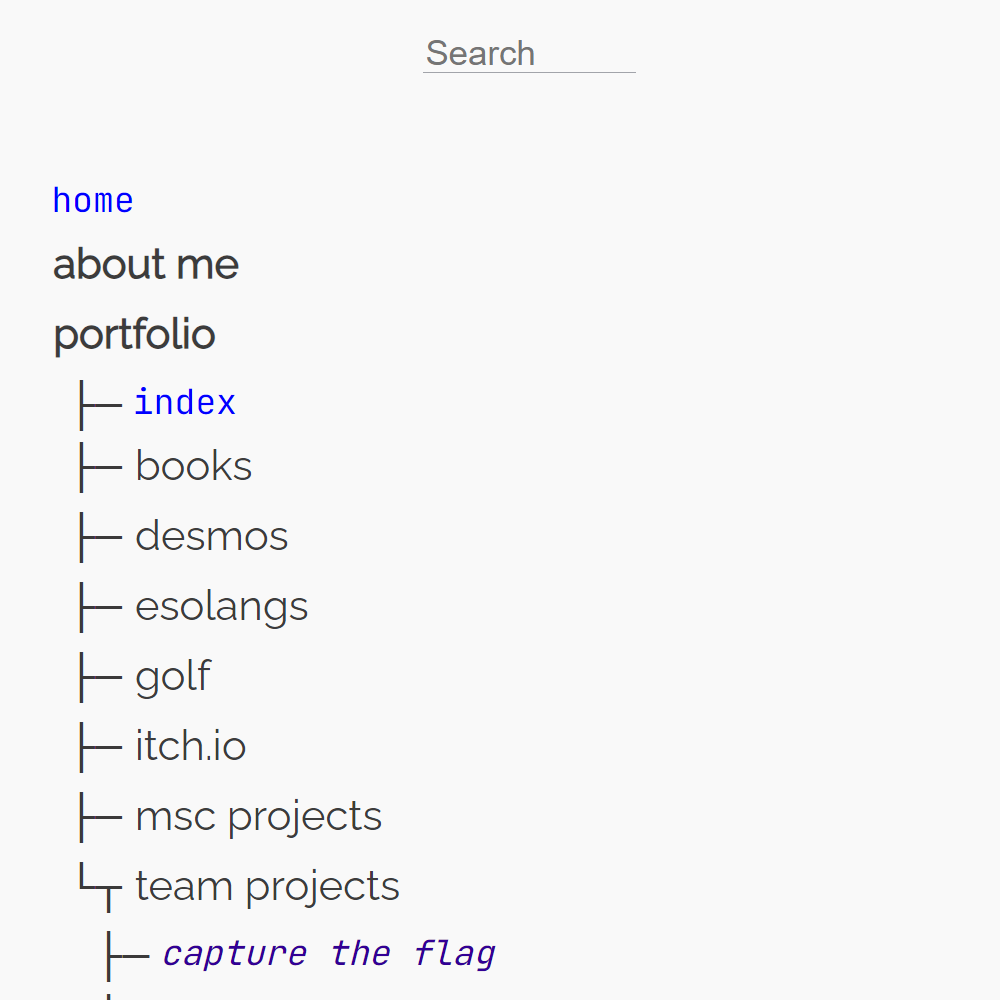 Search
home
about me
portfolio
├─ index
├─ books
├─ desmos
├─ esolangs
├─ golf
├─ itch.io
├─ msc projects
└┬ team projects
├─ capture the flag